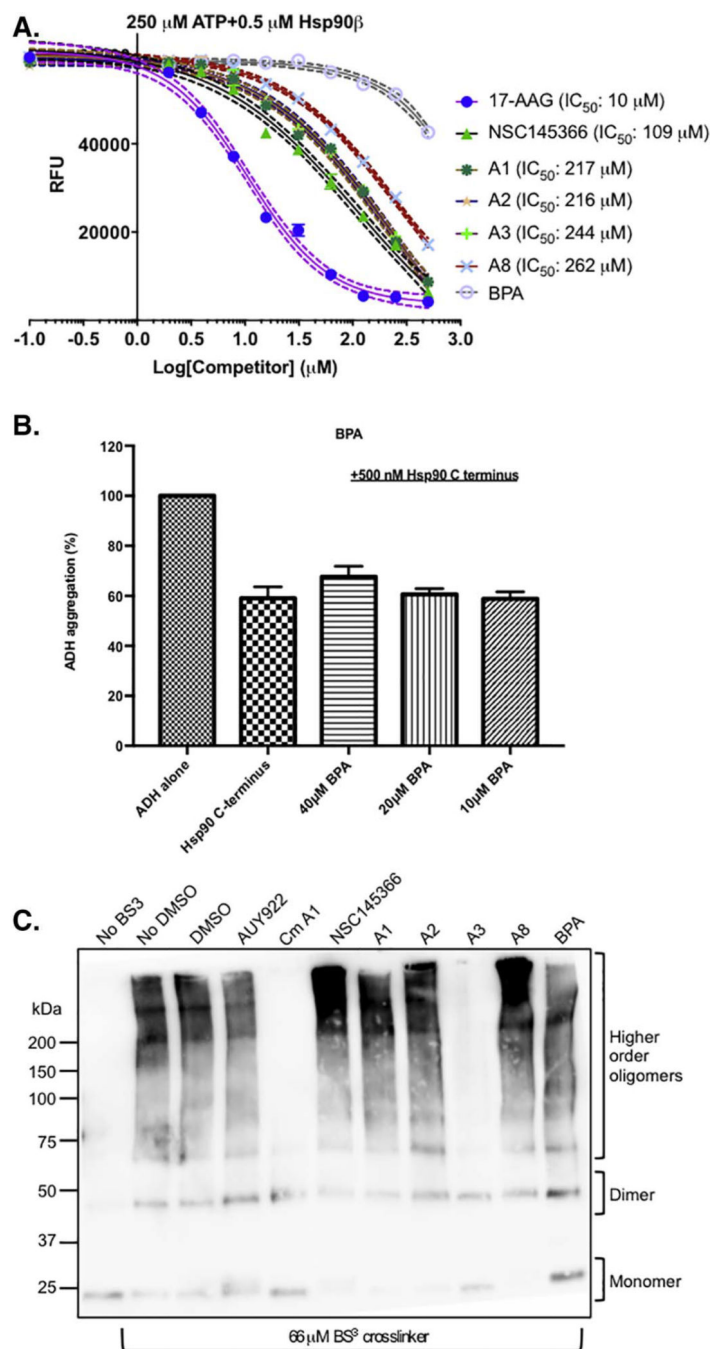 A.
250 µM ATP+0.5 µM Hsp90β
40000
20000
RFU
-1.0 0.0 0.5 1.0 1.5 2.0 2.5 3.0
Log[Competitor] (µM)
17-AAG (IC50: 10 µM)
NSC145366 (IC50: 109 µM)
A1 (IC50: 217 µM)
A2 (IC50: 216 µM)
A3 (IC50: 244 µM)
A8 (IC50: 262 µM)
BPA
B.
BPA
+500 nM Hsp90 C terminus
120
100
80
60
40
20
0
ADH aggregation (%)
ADH alone
Hsp90 C-terminus
40µM BPA
20µM BPA
10µM BPA
C.
No BS3
No DMSO
DMSO
AUY922
Cm A1
NSC145366
A1
A2
A3
A8
BPA
kDa
200
150
100
75
50
37
25
Higher
order
oligomers
Dimer
Monomer
66 µM BS³ crosslinker